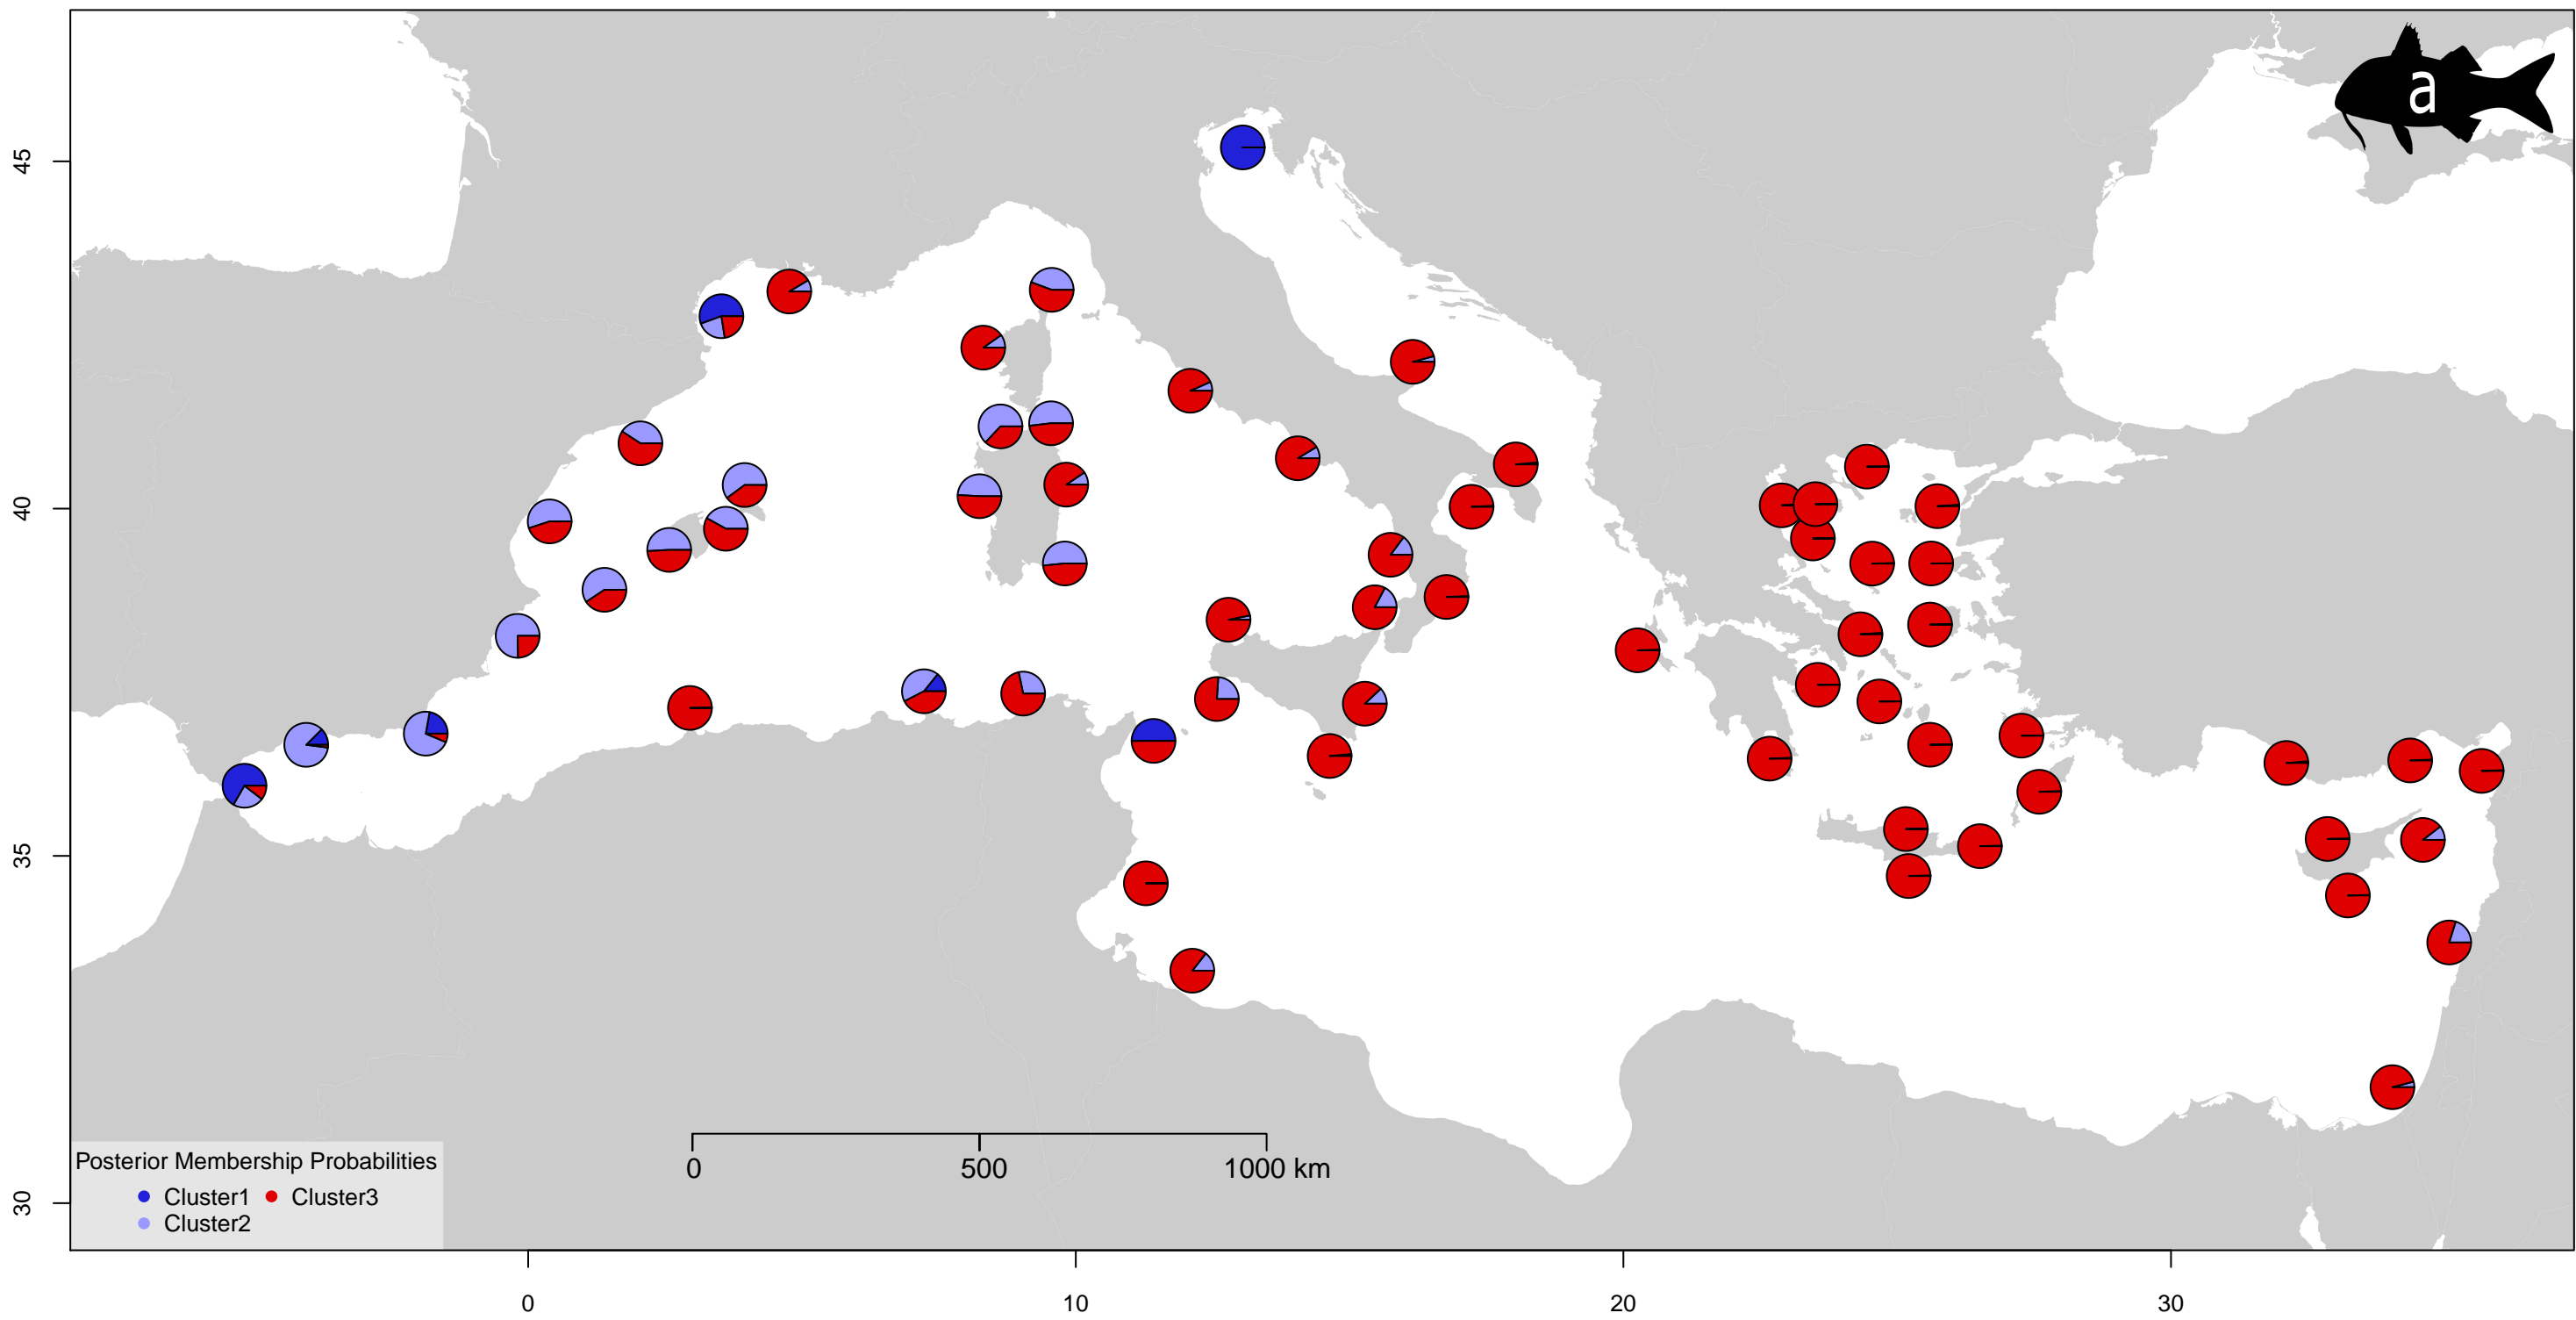 a
45
40
35
30
0 500 1000 km
Posterior Membership Probabilities
Cluster1 Cluster3
Cluster2
0 10 20 30